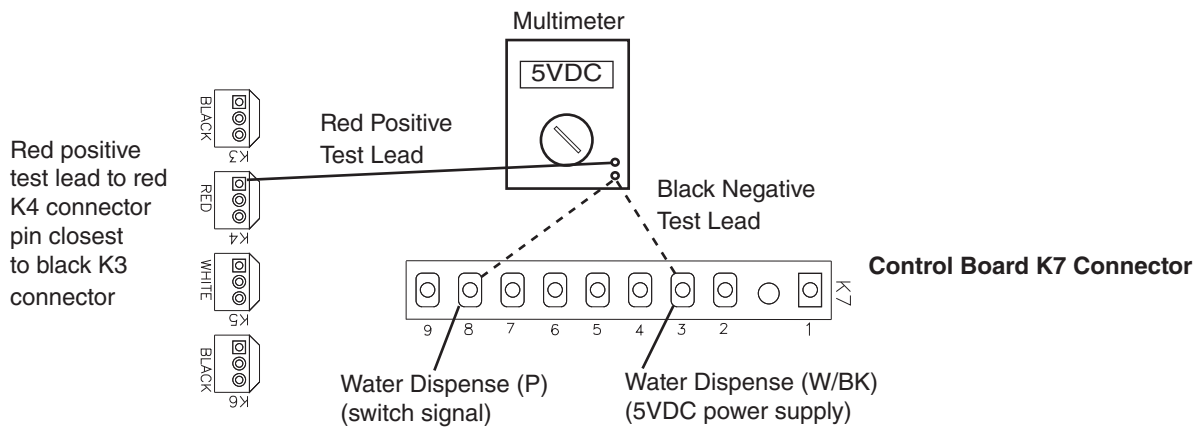 Multimeter
5VDC
Red Positive
Test Lead
Red positive
test lead to red
K4 connector
pin closest
to black K3
connector
BLACK
K3
RED
K4
WHITE
K5
BLACK
K6
Black Negative
Test Lead
Control Board K7 Connector
K7
9 8 7 6 5 4 3 2 1
Water Dispense (P)
(switch signal)
Water Dispense (W/BK)
(5VDC power supply)